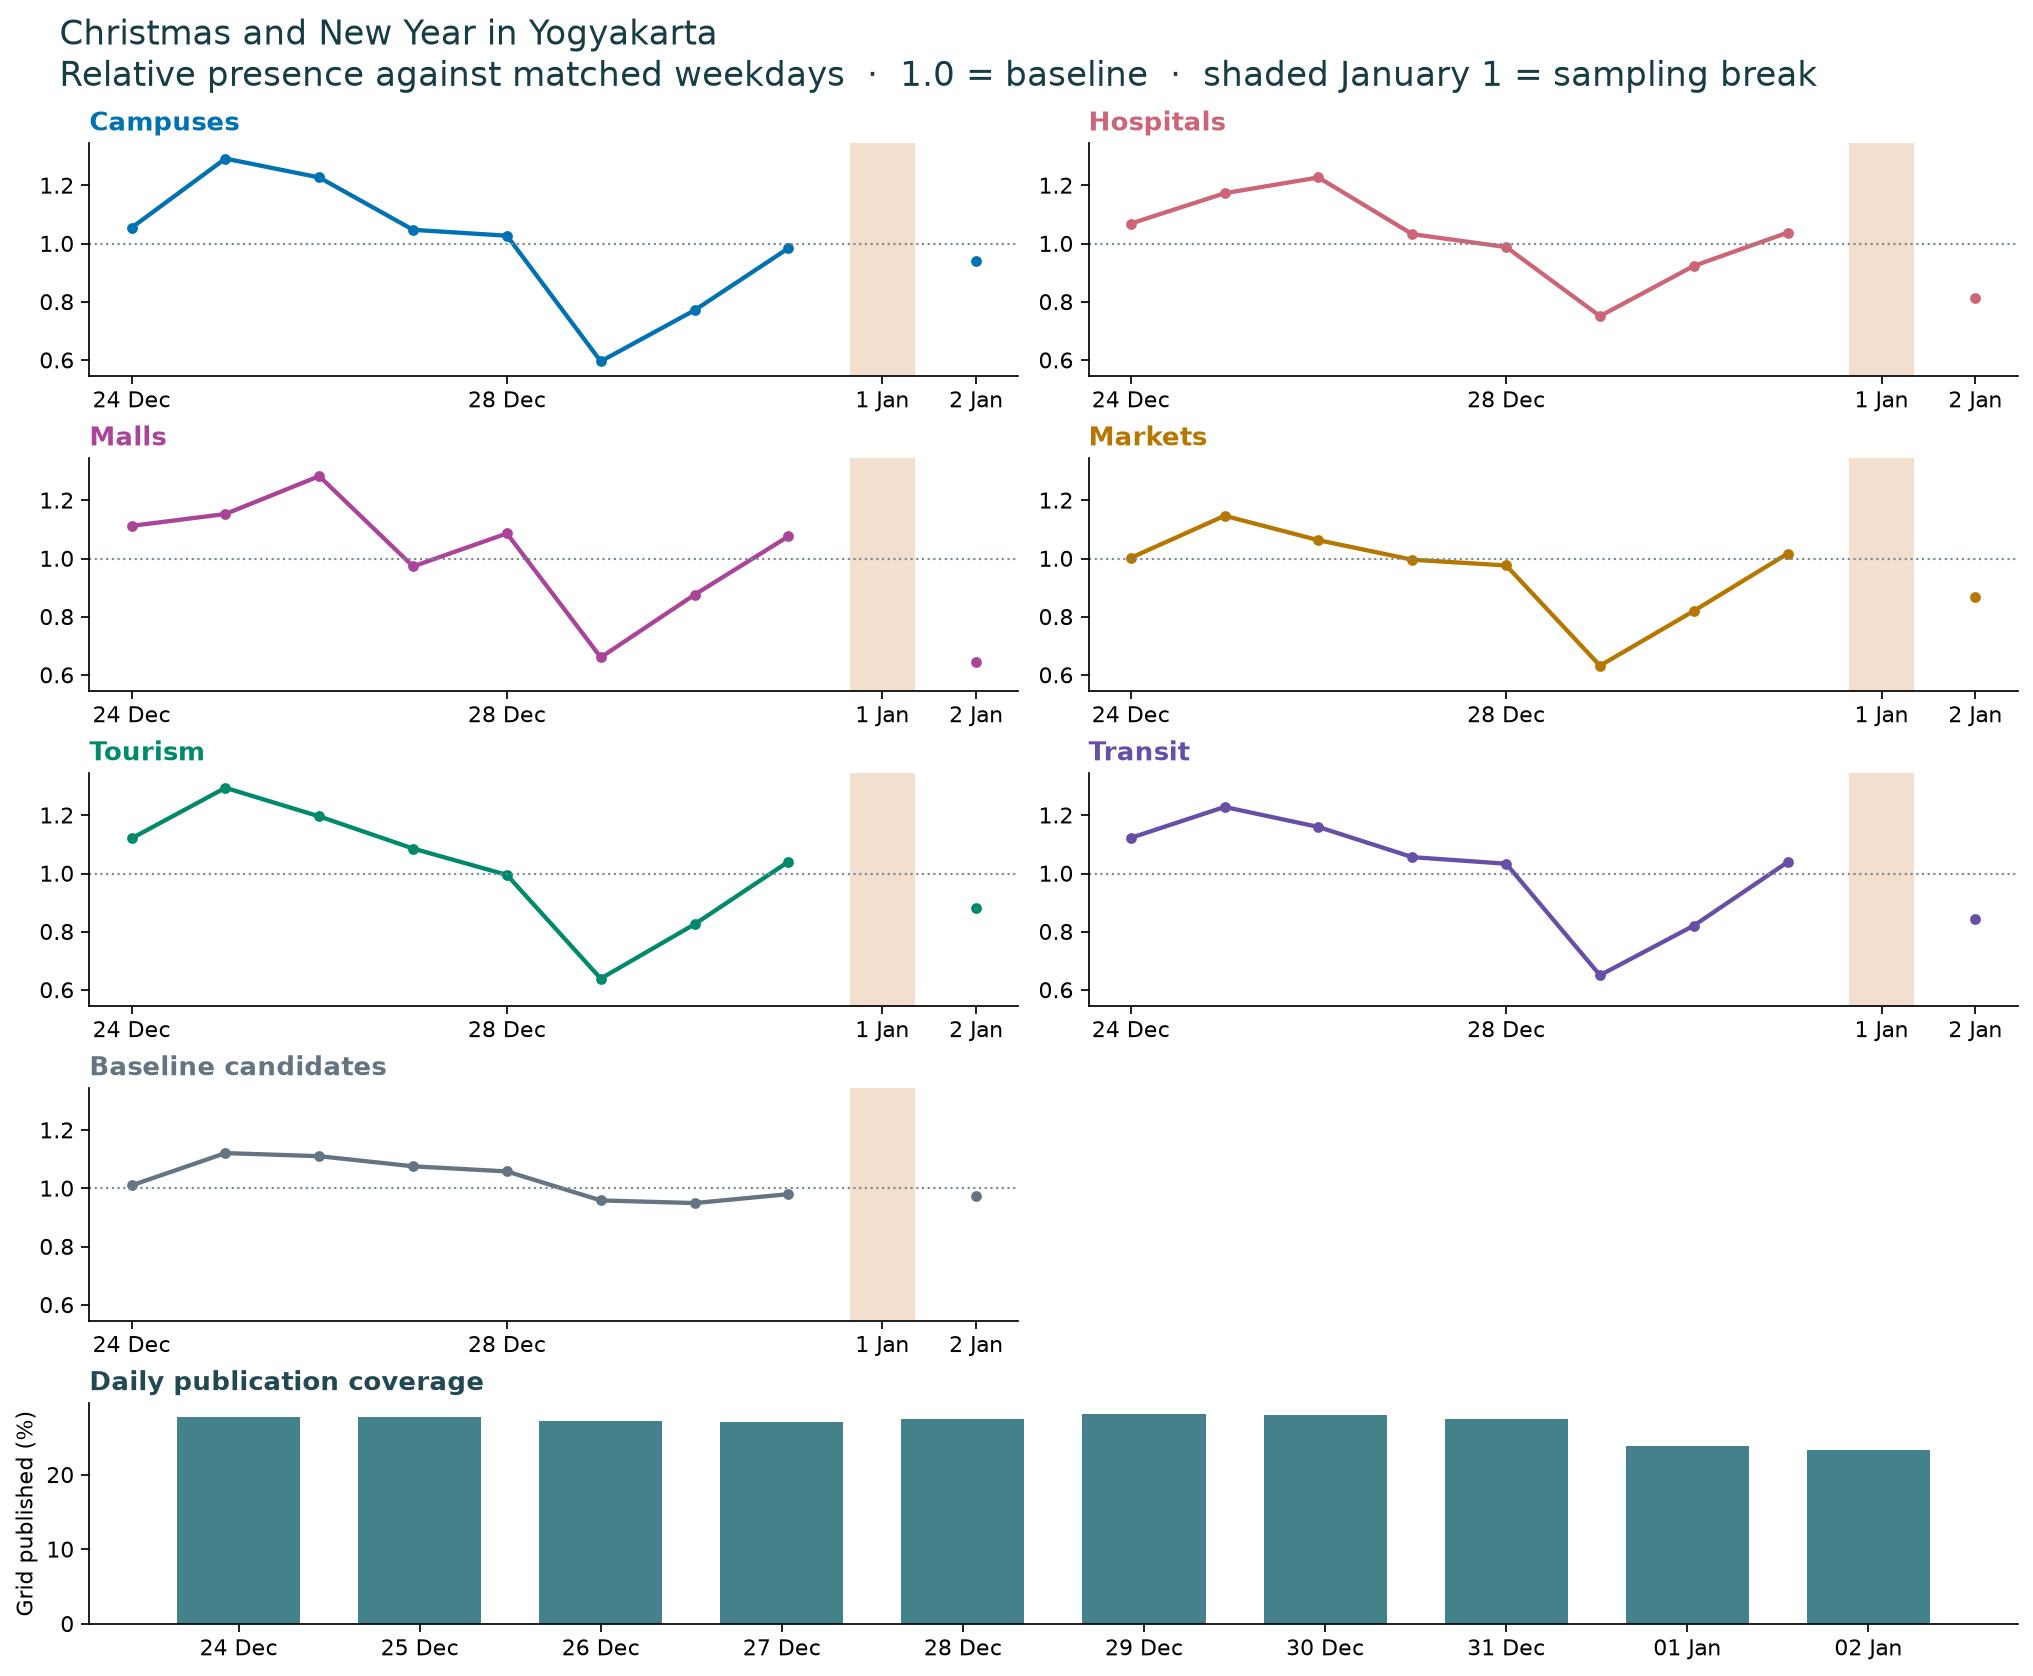 Christmas and New Year in Yogyakarta
Relative presence against matched weekdays · 1.0 = baseline · shaded January 1 = sampling break
Campuses
1.2
1.0
0.8
0.6
24 Dec 28 Dec 1 Jan 2 Jan
Hospitals
1.2
1.0
0.8
0.6
24 Dec 28 Dec 1 Jan 2 Jan
Malls
1.2
1.0
0.8
0.6
24 Dec 28 Dec 1 Jan 2 Jan
Markets
1.2
1.0
0.8
0.6
24 Dec 28 Dec 1 Jan 2 Jan
Tourism
1.2
1.0
0.8
0.6
24 Dec 28 Dec 1 Jan 2 Jan
Transit
1.2
1.0
0.8
0.6
24 Dec 28 Dec 1 Jan 2 Jan
Baseline candidates
1.2
1.0
0.8
0.6
24 Dec 28 Dec 1 Jan 2 Jan
Daily publication coverage
Grid published (%)
20
10
0
24 Dec 25 Dec 26 Dec 27 Dec 28 Dec 29 Dec 30 Dec 31 Dec 01 Jan 02 Jan